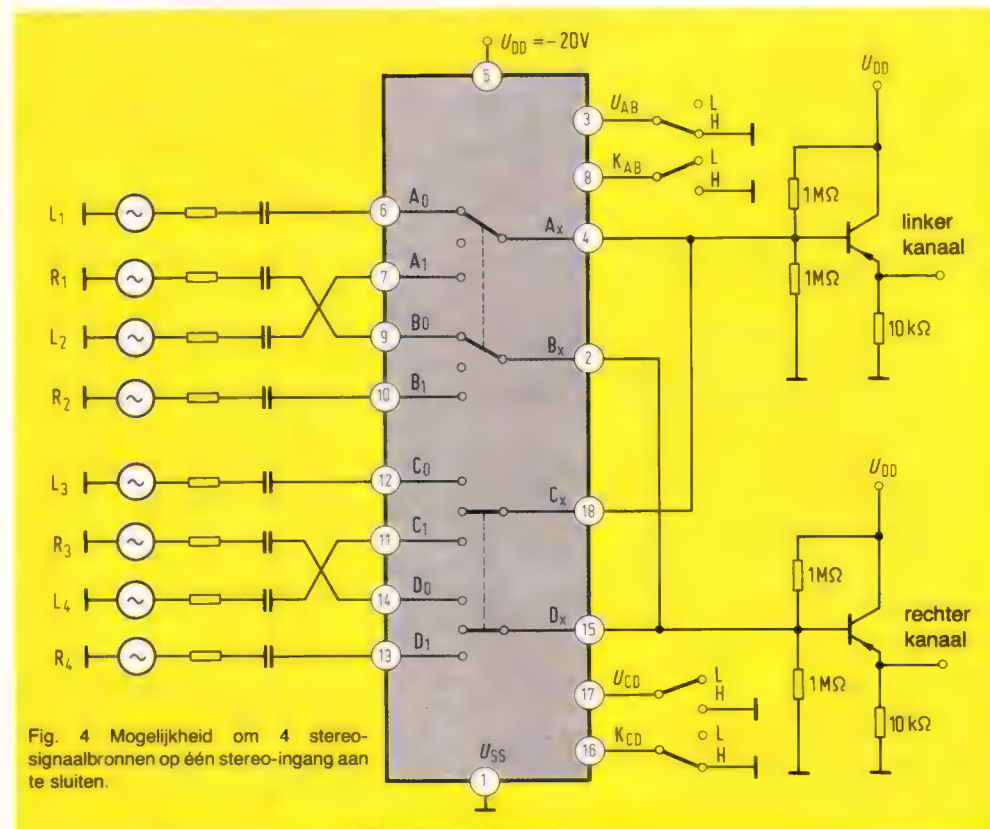 U_DD = -20V
5
3 U_AB L
H
8 K_AB L
H
U_DD
1MΩ
1MΩ
10kΩ
linker
kanaal
L₁ 6 A₀ Aₓ 4
R₁ 7 A₁
L₂ 9 B₀ Bₓ 2
R₂ 10 B₁
L₃ 12 C₀ Cₓ 18
R₃ 11 C₁
L₄ 14 D₀ Dₓ 15
R₄ 13 D₁
U_DD
1MΩ
1MΩ
10kΩ
rechter
kanaal
17 U_CD L
H
16 K_CD L
H
U_SS
1
Fig. 4 Mogelijkheid om 4 stereo-
signaalbronnen op één stereo-ingang aan
te sluiten.